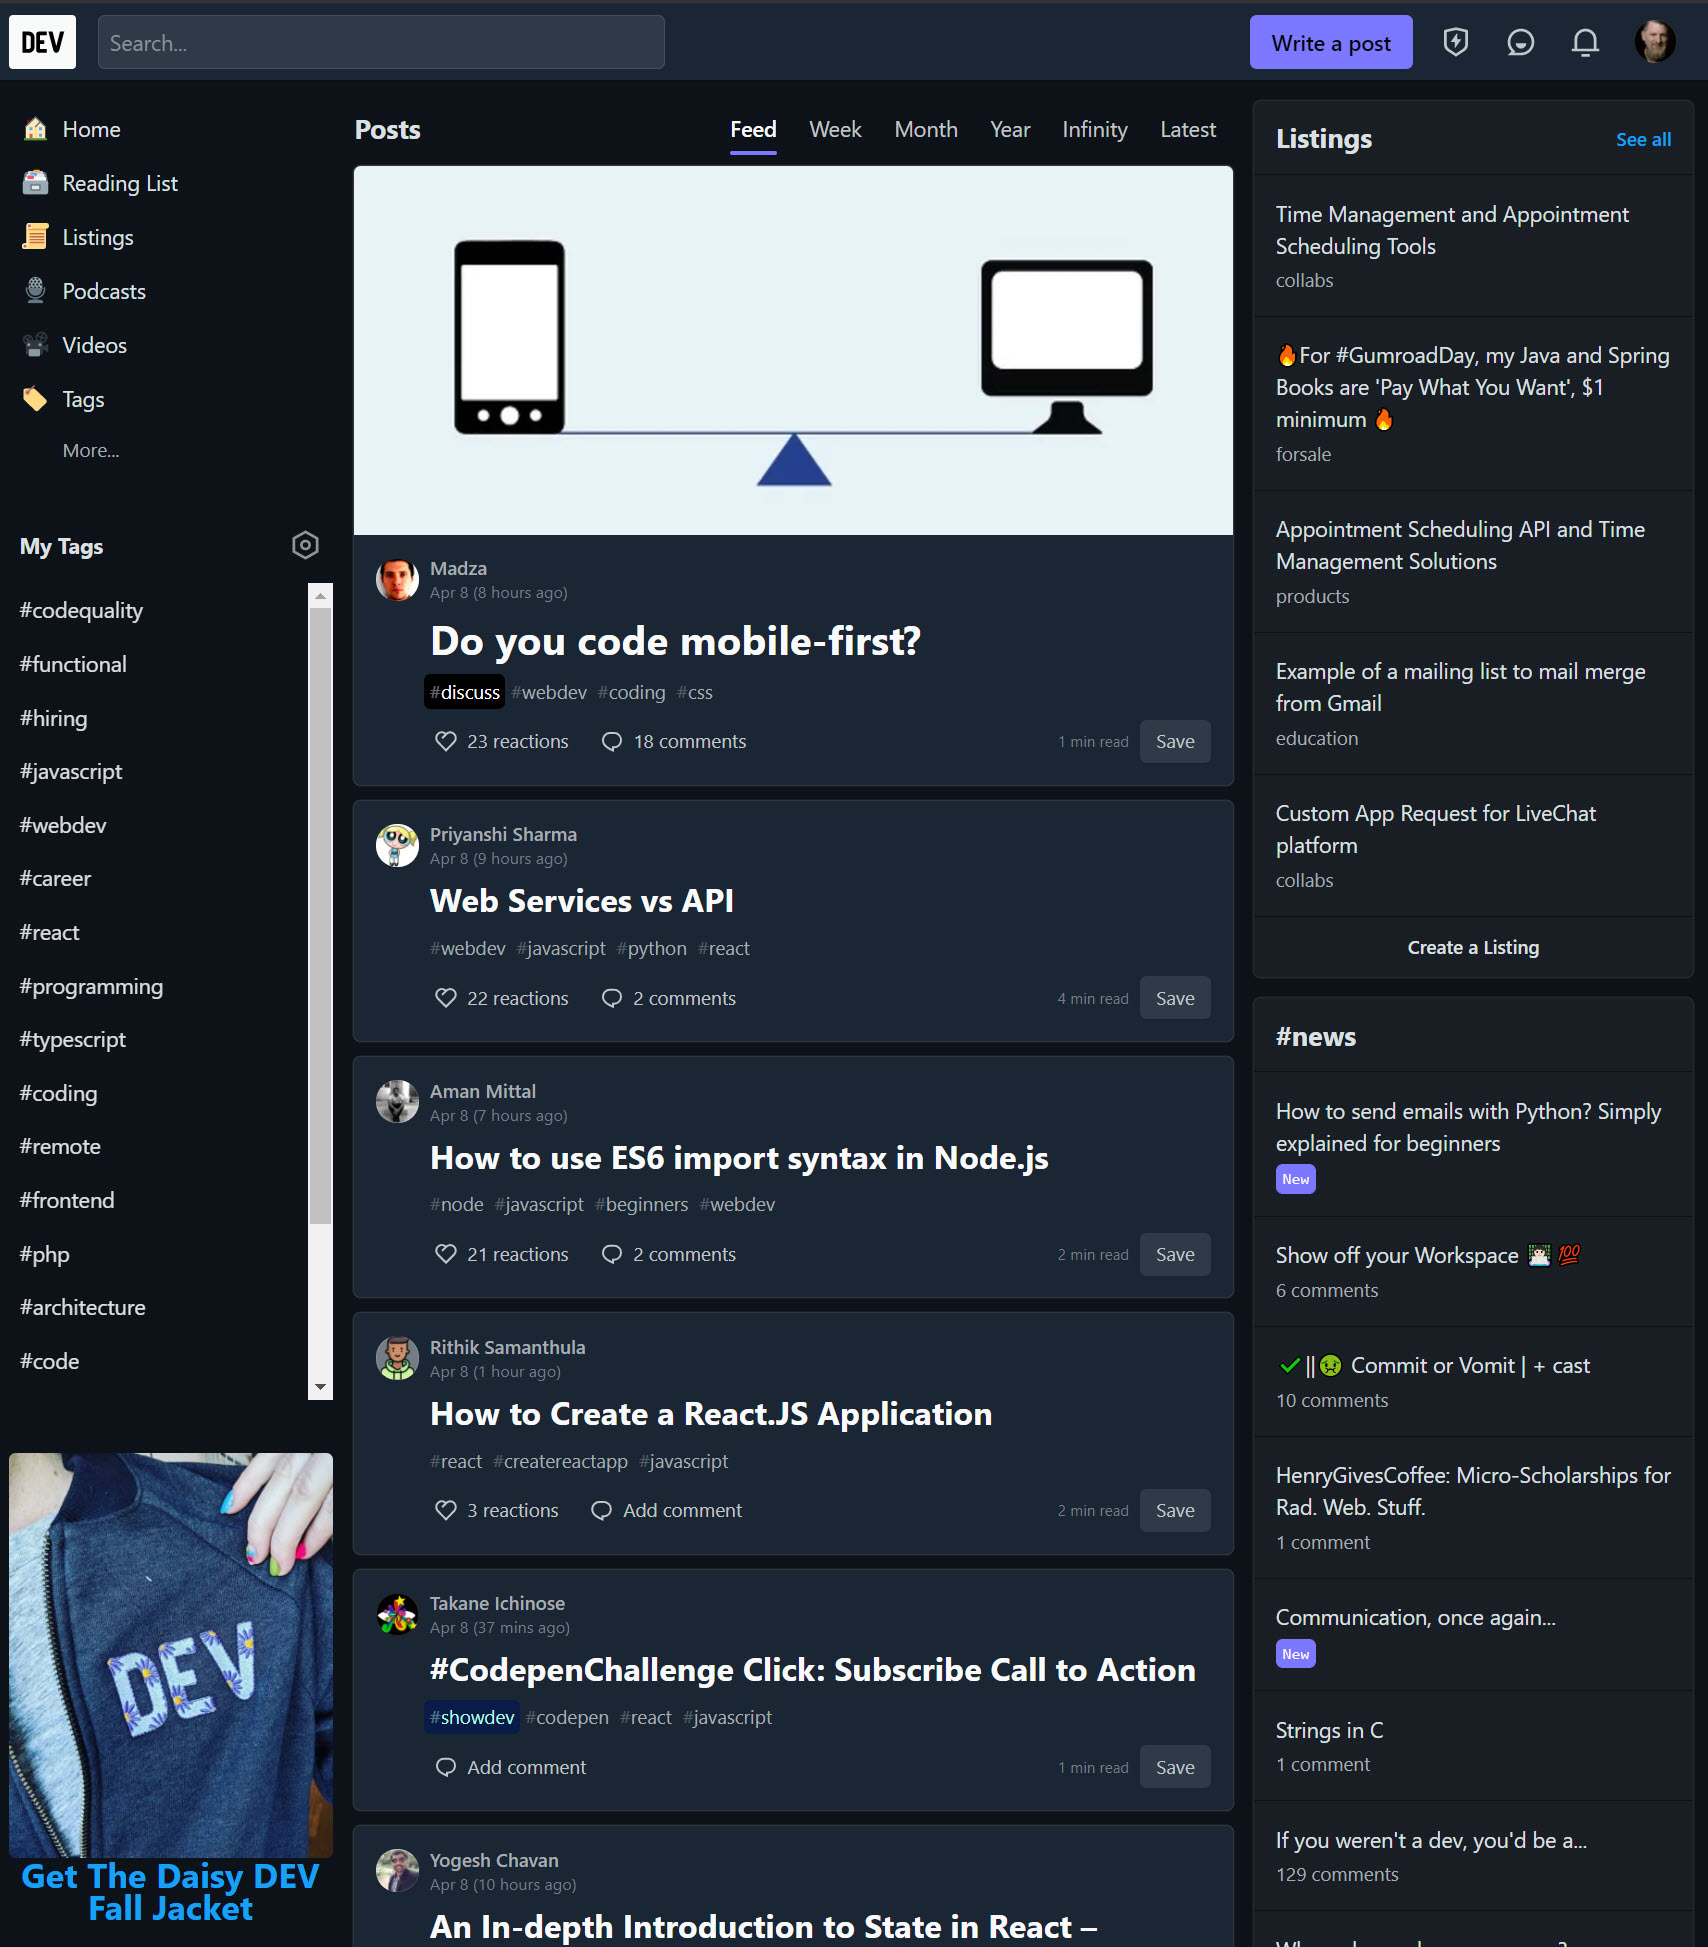 DEV
Search...
Write a post
Home
Reading List
Listings
Podcasts
Videos
Tags
More...
My Tags
#codequality
#functional
#hiring
#javascript
#webdev
#career
#react
#programming
#typescript
#coding
#remote
#frontend
#php
#architecture
#code
DEV
Get The Daisy DEV
Fall Jacket
Posts
Feed Week Month Year Infinity Latest
Madza
Apr 8 (8 hours ago)
Do you code mobile-first?
#discuss #webdev #coding #css
23 reactions 18 comments 1 min read Save
Priyanshi Sharma
Apr 8 (9 hours ago)
Web Services vs API
#webdev #javascript #python #react
22 reactions 2 comments 4 min read Save
Aman Mittal
Apr 8 (7 hours ago)
How to use ES6 import syntax in Node.js
#node #javascript #beginners #webdev
21 reactions 2 comments 2 min read Save
Rithik Samanthula
Apr 8 (1 hour ago)
How to Create a React.JS Application
#react #createreactapp #javascript
3 reactions Add comment 2 min read Save
Takane Ichinose
Apr 8 (37 mins ago)
#CodepenChallenge Click: Subscribe Call to Action
#showdev #codepen #react #javascript
Add comment 1 min read Save
Yogesh Chavan
Apr 8 (10 hours ago)
An In-depth Introduction to State in React –
Listings See all
Time Management and Appointment
Scheduling Tools
collabs
🔥For #GumroadDay, my Java and Spring
Books are 'Pay What You Want', $1
minimum 🔥
forsale
Appointment Scheduling API and Time
Management Solutions
products
Example of a mailing list to mail merge
from Gmail
education
Custom App Request for LiveChat
platform
collabs
Create a Listing
#news
How to send emails with Python? Simply
explained for beginners
New
Show off your Workspace 👨🏻‍💻 💯
6 comments
✔️||🤢 Commit or Vomit | + cast
10 comments
HenryGivesCoffee: Micro-Scholarships for
Rad. Web. Stuff.
1 comment
Communication, once again...
New
Strings in C
1 comment
If you weren't a dev, you'd be a...
129 comments